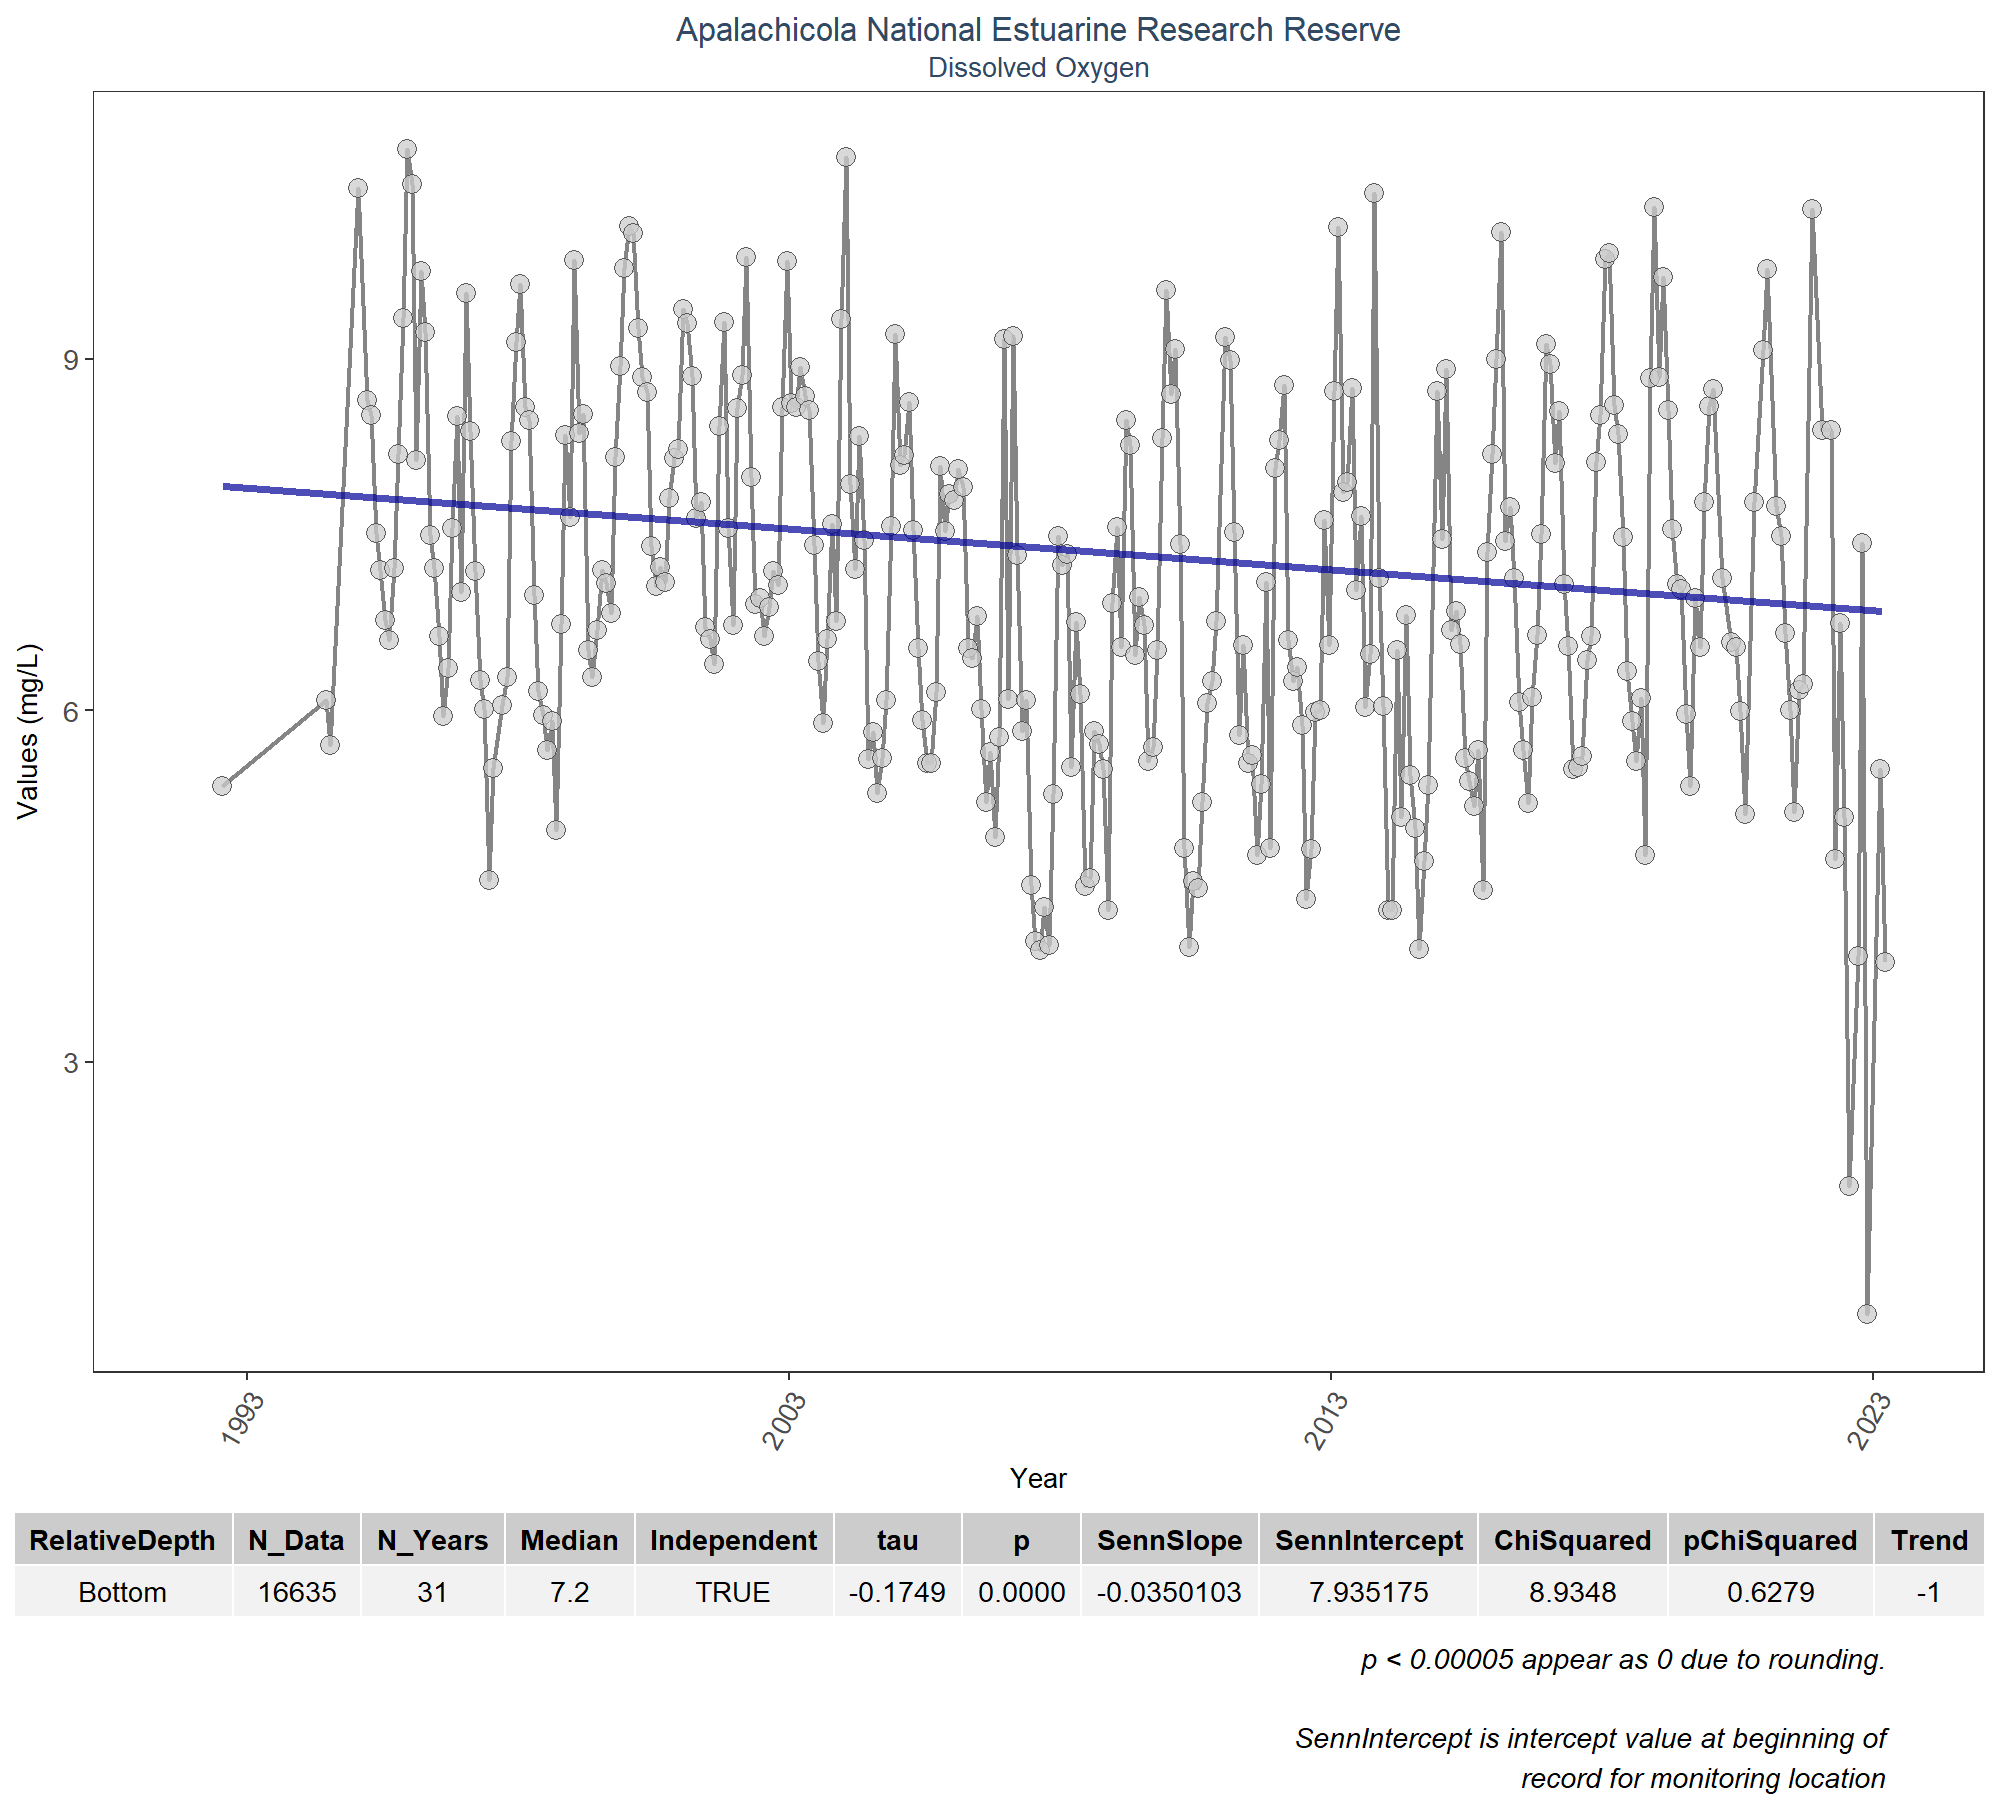 Apalachicola National Estuarine Research Reserve
Dissolved Oxygen
Values (mg/L)
9
6
3
1993 2003 2013 2023
Year
RelativeDepth N_Data N_Years Median Independent tau p SennSlope SennIntercept ChiSquared pChiSquared Trend
Bottom 16635 31 7.2 TRUE -0.1749 0.0000 -0.0350103 7.935175 8.9348 0.6279 -1
p < 0.00005 appear as 0 due to rounding.
SennIntercept is intercept value at beginning of
record for monitoring location